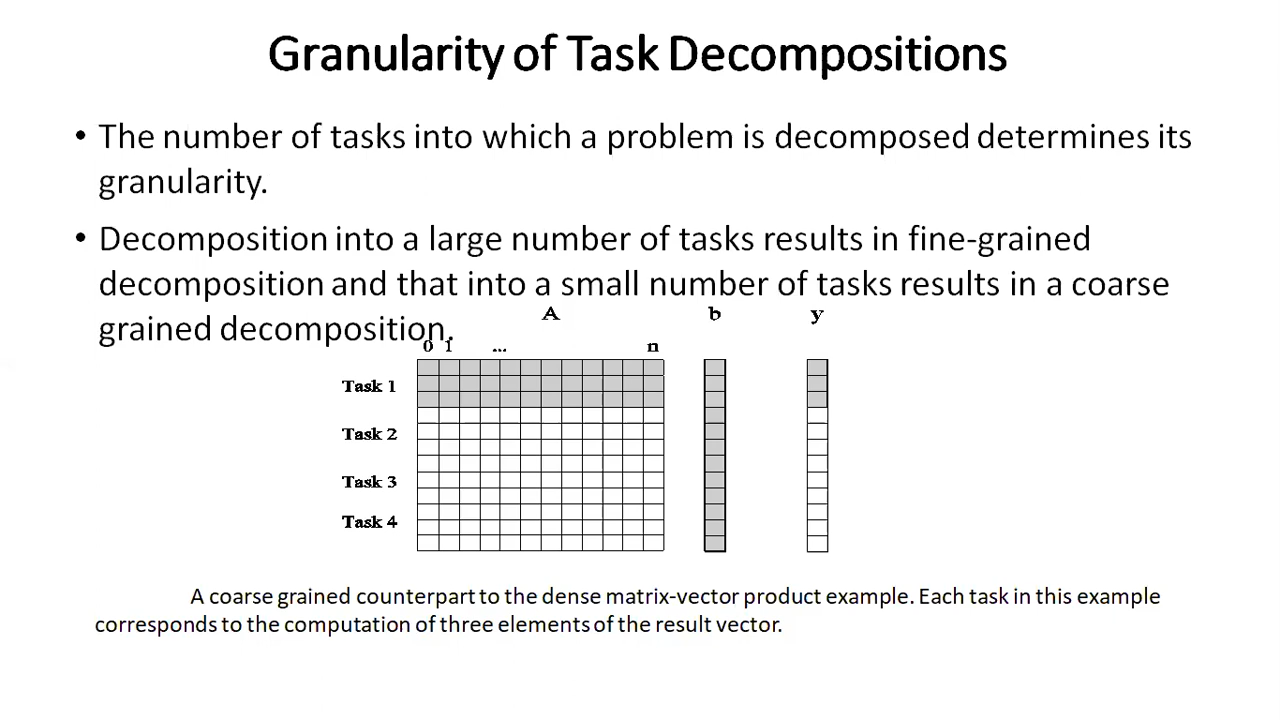 Granularity of Task Decompositions
• The number of tasks into which a problem is decomposed determines its
granularity.
• Decomposition into a large number of tasks results in fine-grained
decomposition and that into a small number of tasks results in a coarse
grained decomposition.
A b y
0 1 ... n
Task 1
Task 2
Task 3
Task 4
A coarse grained counterpart to the dense matrix-vector product example. Each task in this example
corresponds to the computation of three elements of the result vector.